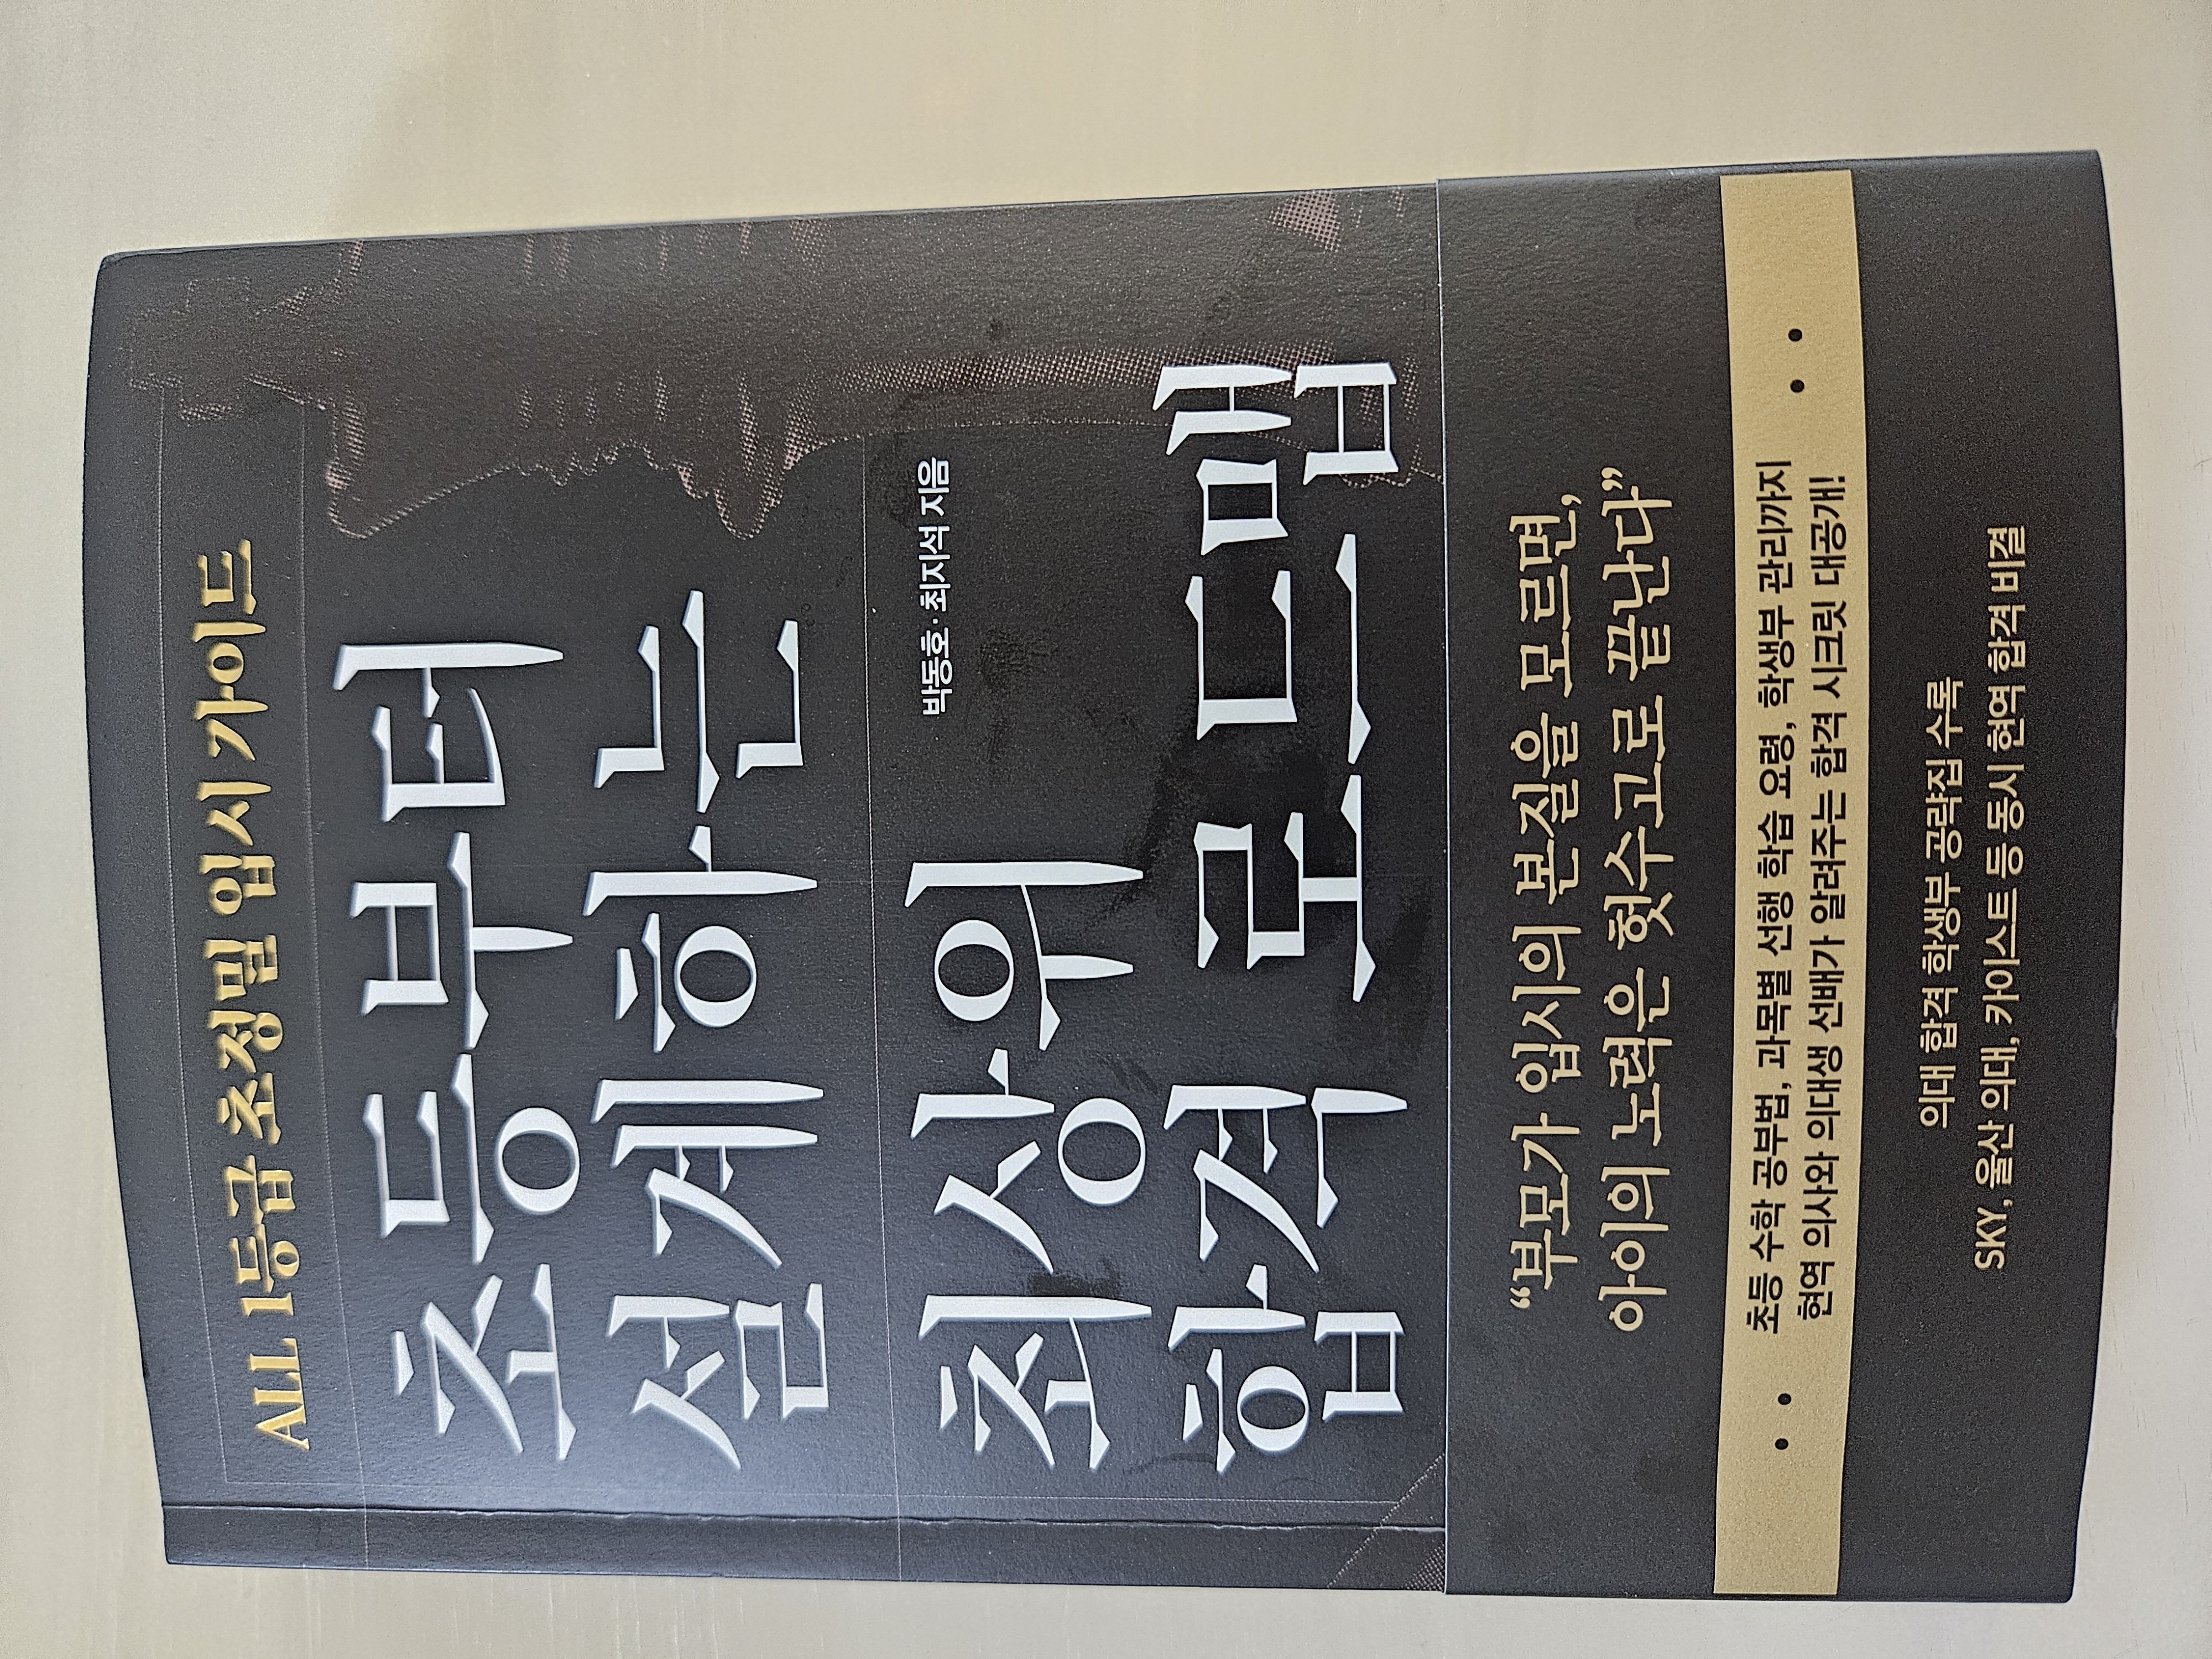 ALL 1등급 초정밀 입시 가이드
초등부터
설계하는
박동호·최지석 지음
최상위
합격 로드맵
“부모가 입시의 본질을 모르면,
아이의 노력은 헛수고로 끝난다”
초등 수학 공부법, 과목별 선행 학습 요령, 학생부 관리까지
현역 의사와 의대생 선배가 알려주는 합격 시크릿 대공개!
의대 합격 학생부 공략집 수록
SKY, 울산 의대, 카이스트 등 동시 현역 합격 비결